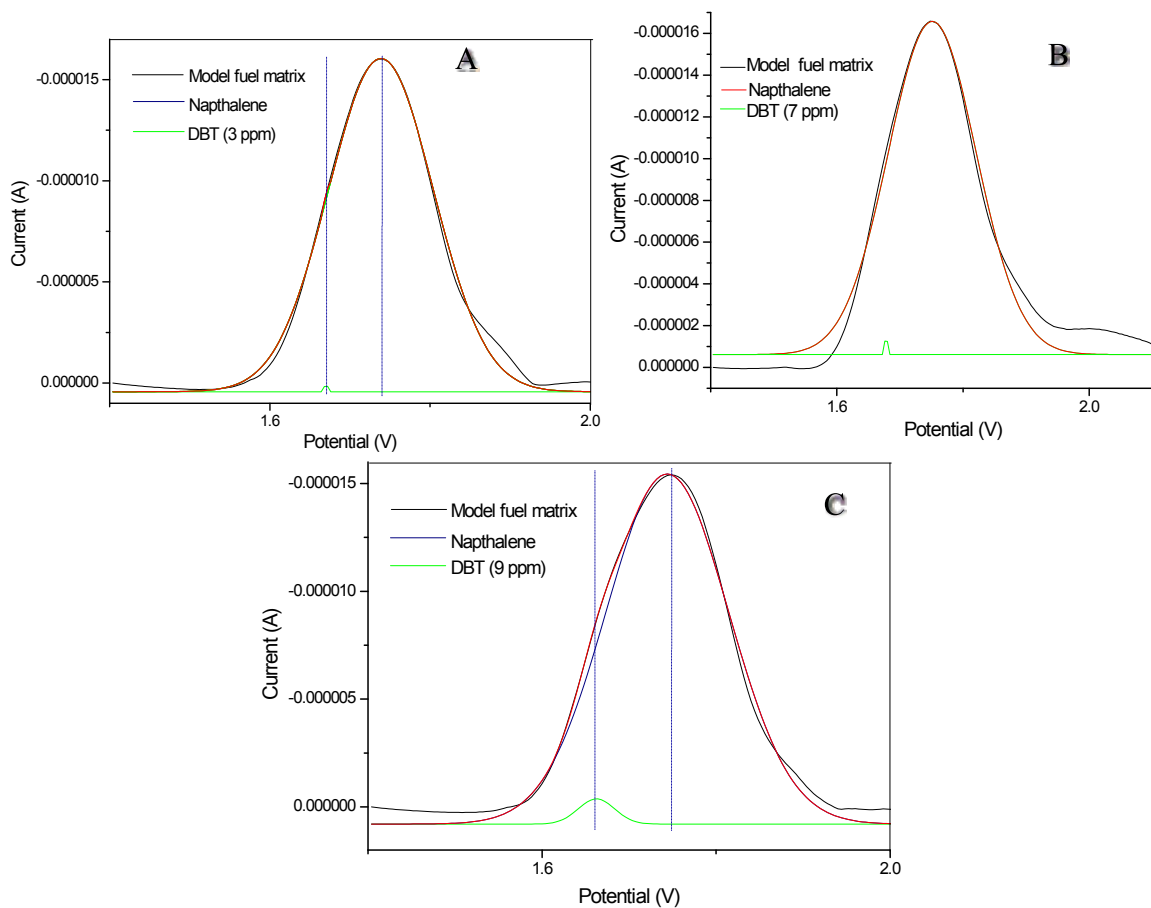 A
Model fuel matrix
Napthalene
DBT (3 ppm)
-0.000015
-0.000010
-0.000005
0.000000
1.6
2.0
Current (A)
Potential (V)
B
Model fuel matrix
Napthalene
DBT (7 ppm)
-0.000016
-0.000014
-0.000012
-0.000010
-0.000008
-0.000006
-0.000004
-0.000002
0.000000
1.6
1.8
2.0
Current (A)
Potential (V)
C
Model fuel matrix
Napthalene
DBT (9 ppm)
-0.000015
-0.000010
-0.000005
0.000000
1.6
2.0
Current (A)
Potential (V)